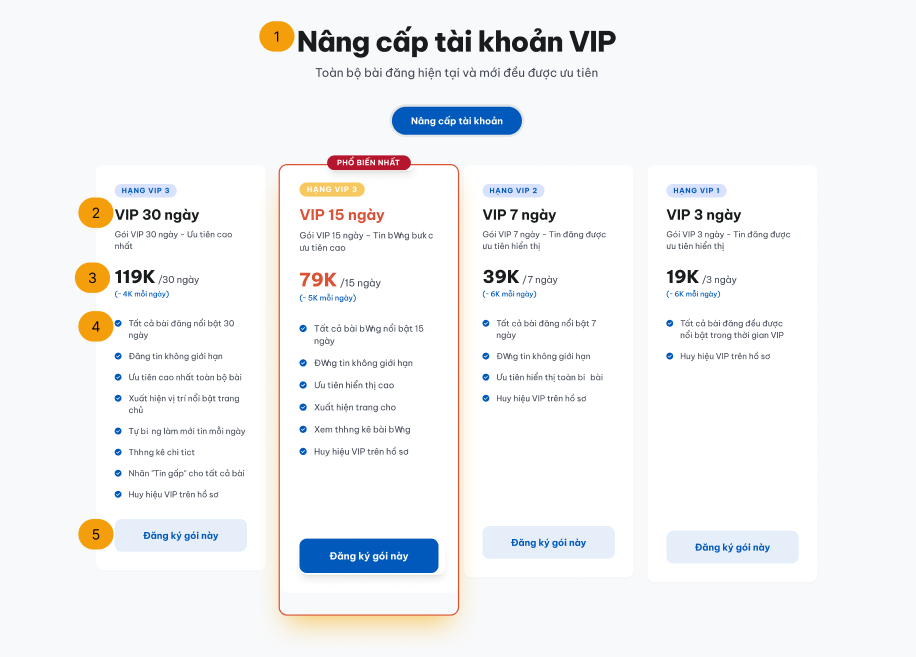 1
Nâng cấp tài khoản VIP
Toàn bộ bài đăng hiện tại và mới đều được ưu tiên
Nâng cấp tài khoản
HẠNG VIP 3
2
VIP 30 ngày
Gói VIP 30 ngày - Ưu tiên cao
nhất
3
119K /30 ngày
(~ 4K mỗi ngày)
4
Tất cả bài đăng nổi bật 30
ngày
Đăng tin không giới hạn
Ưu tiên cao nhất toàn bộ bài
Xuất hiện vị trí nổi bật trang
chủ
Tự bi ng làm mới tin mỗi ngày
Thhng kê chi tict
Nhãn "Tin gấp" cho tất cả bài
Huy hiệu VIP trên hồ sơ
5
Đăng ký gói này
PHỔ BIẾN NHẤT
HẠNG VIP 3
VIP 15 ngày
Gói VIP 15 ngày - Tin
ưu tiên cao
79K /15 ngày
(~ 5K mỗi ngày)
Tất cả bài nổi bật 15
ngày
tin không giới hạn
Ưu tiên hiển thị cao
Xuất hiện trang cho
Xem thhng kê bài
Huy hiệu VIP trên hồ sơ
Đăng ký gói này
HẠNG VIP 2
VIP 7 ngày
Gói VIP 7 ngày - Tin đăng được
ưu tiên hiển thị
39K /7 ngày
(~ 6K mỗi ngày)
Tất cả bài đăng nổi bật 7
ngày
tin không giới hạn
Ưu tiên hiển thị toàn bi bài
Huy hiệu VIP trên hồ sơ
Đăng ký gói này
HẠNG VIP 1
VIP 3 ngày
Gói VIP 3 ngày - Tin đăng được
ưu tiên hiển thị
19K /3 ngày
(~ 6K mỗi ngày)
Tất cả bài đăng đều được
nổi bật trong thời gian VIP
Huy hiệu VIP trên hồ sơ
Đăng ký gói này